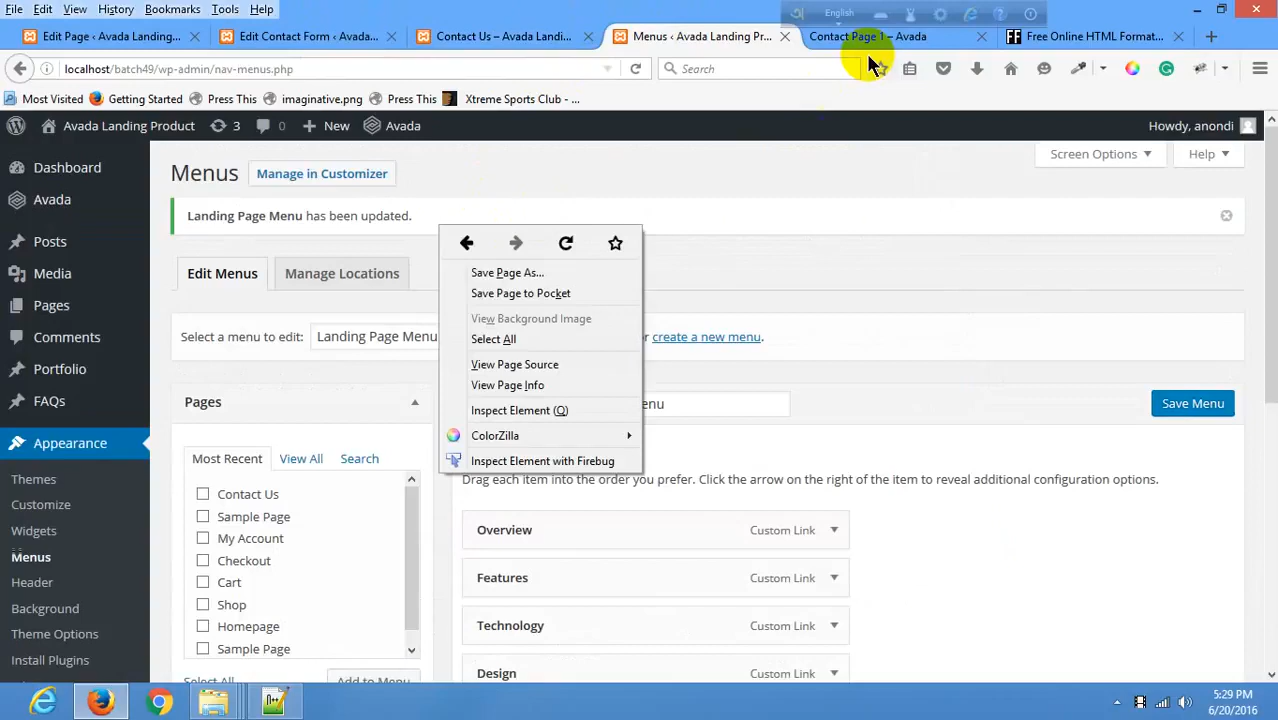 File Edit View History Bookmarks Tools Help
English
Edit Page ‹ Avada Landing...
Edit Contact Form ‹ Avada...
Contact Us – Avada Landi...
Menus ‹ Avada Landing Pr...
Contact Page 1 – Avada
Free Online HTML Format...
localhost/batch49/wp-admin/nav-menus.php
Search
Most Visited Getting Started Press This imaginative.png Press This Xtreme Sports Club - ...
Avada Landing Product 3 0 New Avada
Howdy, anondi
Dashboard
Avada
Posts
Media
Pages
Comments
Profile
FAQs
Appearance
Themes
Customize
Widgets
Menus
Header
Background
Theme Options
Install Plugins
Menus
Manage in Customizer
Screen Options
Help
Landing Page Menu has been updated.
Edit Menus
Manage Locations
Select a menu to edit: Landing Page Menu
or create a new menu.
Pages
Most Recent View All Search
Contact Us
Sample Page
My Account
Checkout
Cart
Shop
Homepage
Sample Page
Select All
Add to Menu
Save Page As...
Save Page to Pocket
View Background Image
Select All
View Page Source
View Page Info
Inspect Element (Q)
ColorZilla
Inspect Element with Firebug
enu
Save Menu
Drag each item into the order you prefer. Click the arrow on the right of the item to reveal additional configuration options.
Overview Custom Link
Features Custom Link
Technology Custom Link
Design Custom Link
5:29 PM
6/20/2016